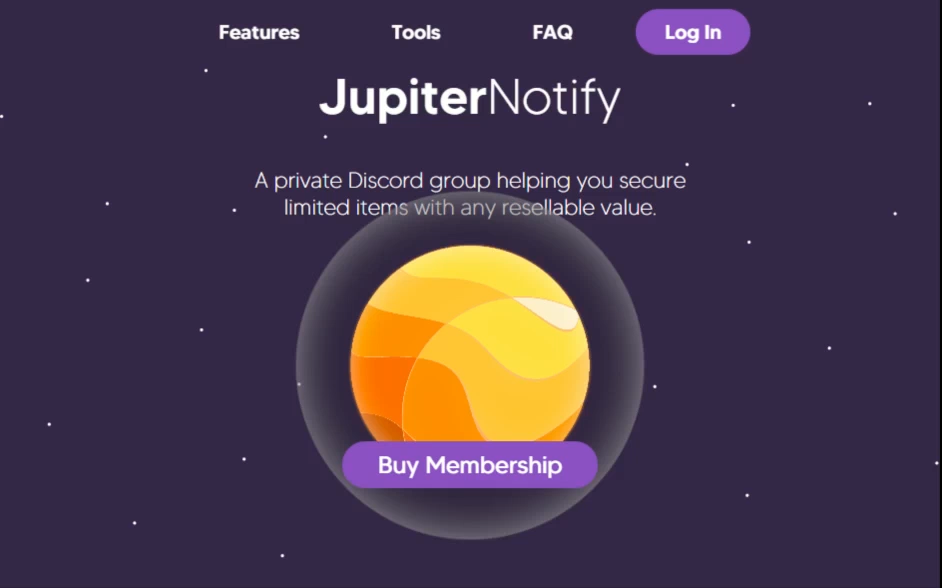 Features Tools FAQ Log In
JupiterNotify
A private Discord group helping you secure
limited items with any resellable value.
Buy Membership